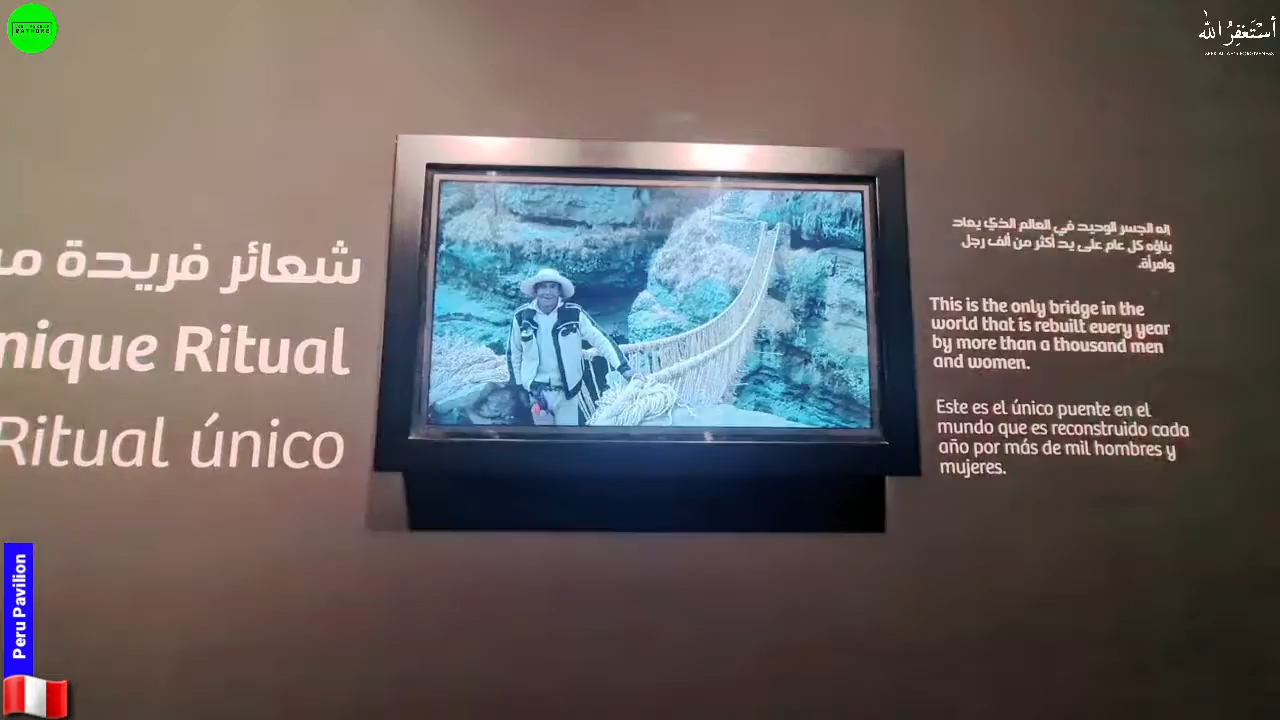 RATHORE
أستغفر الله
شعائر فريدة
nique Ritual
Ritual único
إنه الجسر الوحيد في العالم الذي يعاد
بناؤه كل عام على يد أكثر من ألف رجل
وامرأة.
This is the only bridge in the
world that is rebuilt every year
by more than a thousand men
and women.
Este es el único puente en el
mundo que es reconstruido cada
año por más de mil hombres y
mujeres.
Peru Pavilion